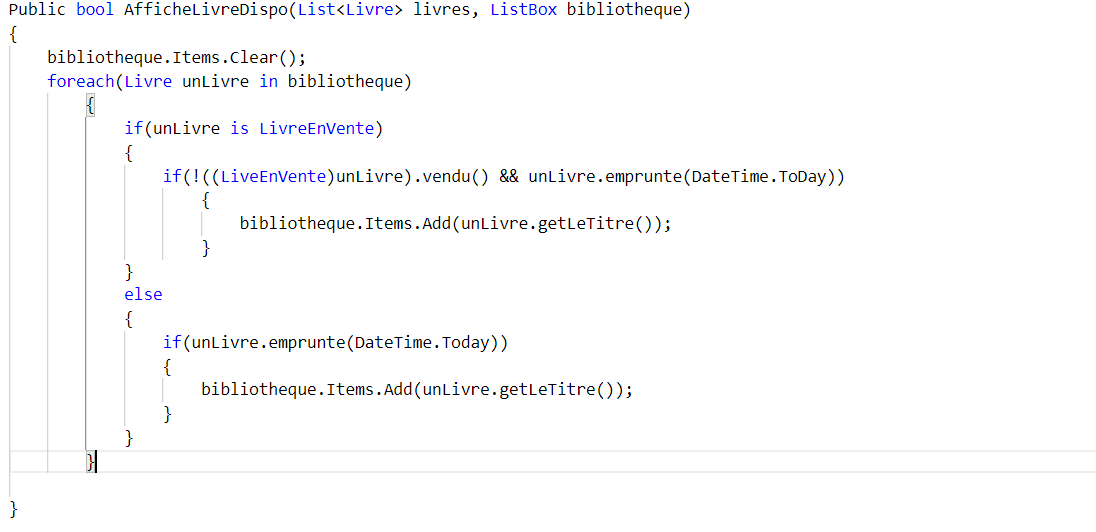 Public bool AfficheLivreDispo(List<Livre> livres, ListBox bibliotheque)
{
bibliotheque.Items.Clear();
foreach(Livre unLivre in bibliotheque)
{
if(unLivre is LivreEnVente)
{
if(!((LiveEnVente)unLivre).vendu() && unLivre.emprunte(DateTime.ToDay))
{
bibliotheque.Items.Add(unLivre.getLeTitre());
}
}
else
{
if(unLivre.emprunte(DateTime.Today))
{
bibliotheque.Items.Add(unLivre.getLeTitre());
}
}
}
}